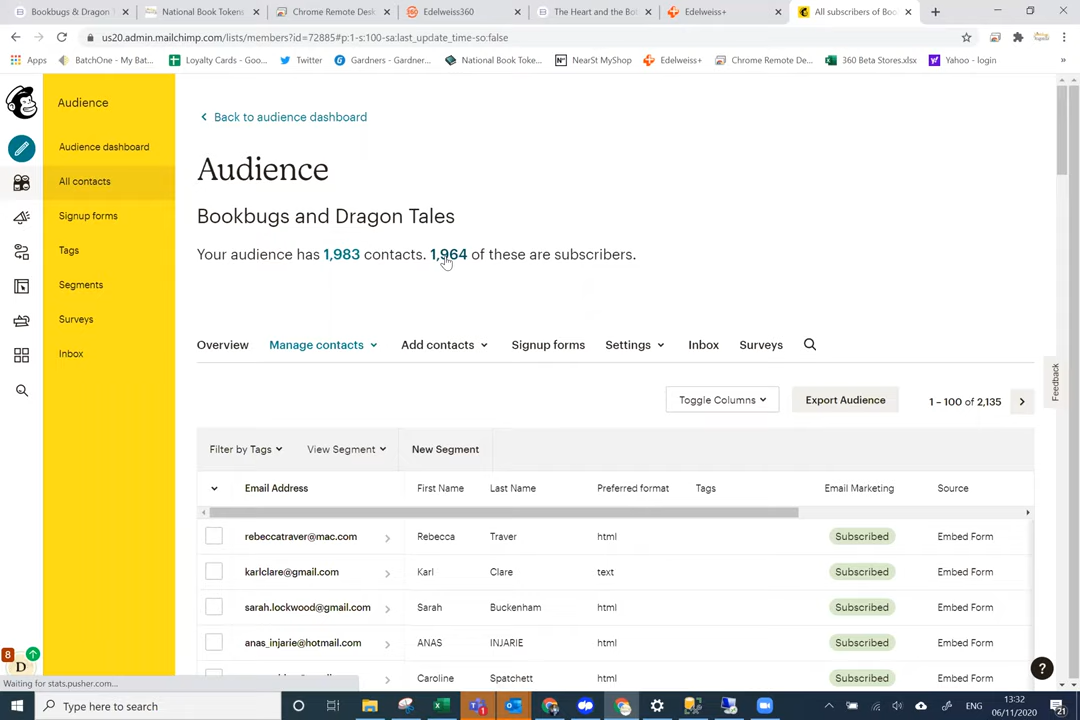 Bookbugs and Dragon Tales
National Book Tokens
Chrome Remote Desk
Edelweiss360
The Heart and the Bot
Edelweiss+
All subscribers of Boo
us20.admin.mailchimp.com/lists/members?id=72885#p:1-s:100-sa:last_update_time-so:false
Apps
BatchOne - My Bat...
Loyalty Cards - Goo...
Twitter
Gardners - Gardner...
National Book Toke...
NearSt MyShop
Edelweiss+
Chrome Remote De...
360 Beta Stores.xlsx
Yahoo - login
»
Audience
Audience dashboard
All contacts
Signup forms
Tags
Segments
Surveys
Inbox
Back to audience dashboard
Audience
Bookbugs and Dragon Tales
Your audience has 1,983 contacts. 1,964 of these are subscribers.
Overview
Manage contacts
Add contacts
Signup forms
Settings
Inbox
Surveys
Toggle Columns
Export Audience
1 – 100 of 2,135
Feedback
Filter by Tags
View Segment
New Segment
Email Address First Name Last Name Preferred format Tags Email Marketing Source
rebeccatraver@mac.com Rebecca Traver html Subscribed Embed Form
karlclare@gmail.com Karl Clare text Subscribed Embed Form
sarah.lockwood@gmail.com Sarah Buckenham html Subscribed Embed Form
anas_injarie@hotmail.com ANAS INJARIE html Subscribed Embed Form
Caroline Spatchett html Subscribed Embed Form
8
D
?
Waiting for stats.pusher.com...
Type here to search
1
ENG
13:32
06/11/2020
21